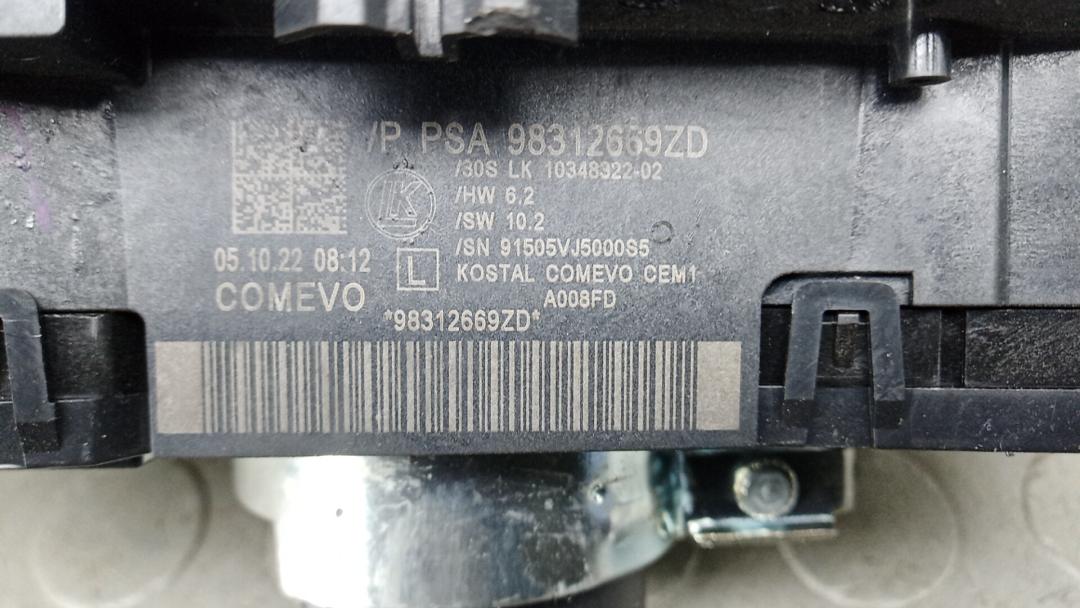 /P PSA 98312669ZD
/30S LK 10348322-02
LK
/HW 6.2
/SW 10.2
/SN 91505VJ5000S5
05.10.22 08:12
L
KOSTAL COMEVO CEM1
COMEVO
A008FD
*98312669ZD*